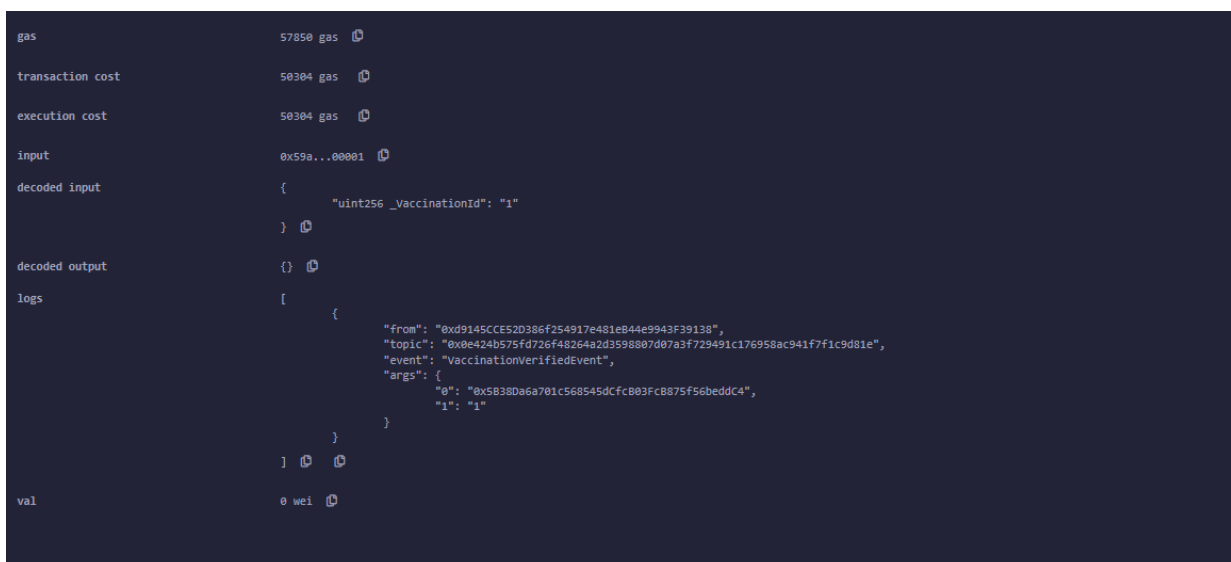 gas 57850 gas
transaction cost 50304 gas
execution cost 50304 gas
input 0x59a...00001
decoded input {
"uint256 _VaccinationId": "1"
}
decoded output {}
logs [
{
"from": "0xd9145CCE52D386f254917e481eB44e9943F39138",
"topic": "0x0e424b575fd726f48264a2d3598807d07a3f729491c176958ac941f7f1c9d81e",
"event": "VaccinationVerifiedEvent",
"args": {
"0": "0x5B38Da6a701c568545dCfcB03FcB875f56beddC4",
"1": "1"
}
}
]
val 0 wei